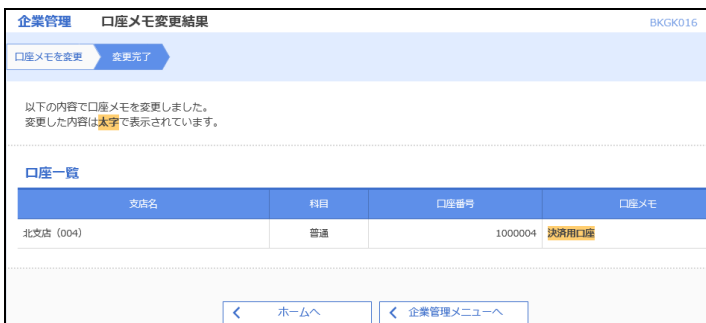 企業管理 口座メモ変更結果 BKGK016
口座メモを変更 変更完了
以下の内容で口座メモを変更しました。
変更した内容は太字で表示されています。
口座一覧
支店名 科目 口座番号 口座メモ
北支店（004） 普通 1000004 決済用口座
ホームへ 企業管理メニューへ